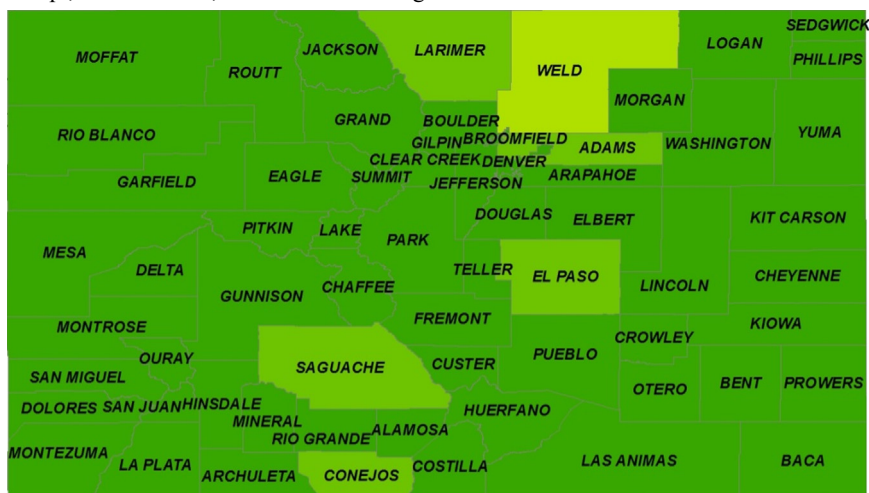 SEDGWICK
MOFFAT
JACKSON
LARIMER
LOGAN
PHILLIPS
ROUTT
WELD
MORGAN
GRAND
BOULDER
RIO BLANCO
GILPIN
BROOMFIELD
ADAMS
WASHINGTON
YUMA
CLEAR CREEK
DENVER
GARFIELD
EAGLE
SUMMIT
JEFFERSON
ARAPAHOE
PITKIN
LAKE
PARK
DOUGLAS
ELBERT
KIT CARSON
MESA
DELTA
TELLER
EL PASO
CHEYENNE
GUNNISON
CHAFFEE
LINCOLN
MONTROSE
FREMONT
KIOWA
CROWLEY
OURAY
SAGUACHE
CUSTER
PUEBLO
SAN MIGUEL
OTERO
BENT
PROWERS
DOLORES
SAN JUAN
HINSDALE
MINERAL
RIO GRANDE
ALAMOSA
HUERFANO
MONTEZUMA
LA PLATA
ARCHULETA
CONEJOS
COSTILLA
LAS ANIMAS
BACA